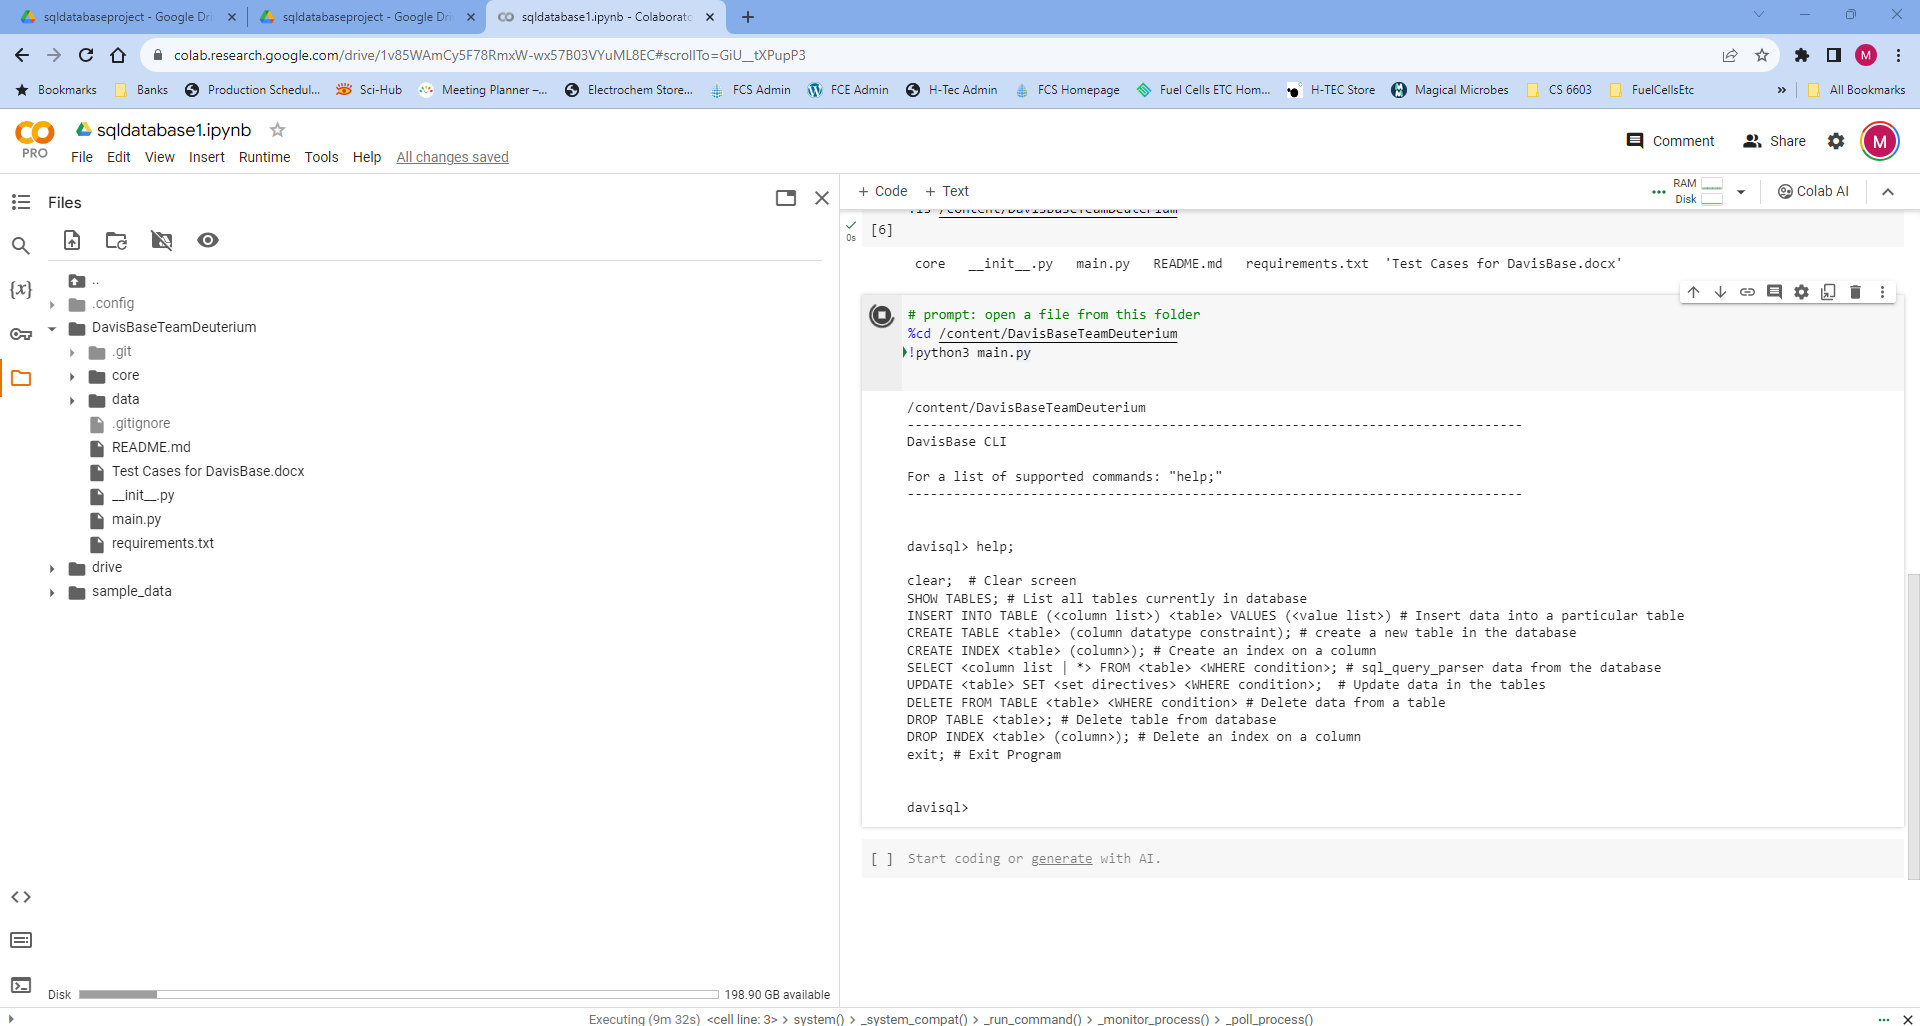 sqldatabaseproject - Google Dri
sqldatabaseproject - Google Dri
sqldatabase1.ipynb - Colaborato
colab.research.google.com/drive/1v85WAmCy5F78RmxW-wx57B03VYuML8EC#scrollTo=GiU__tXPupP3
M
Bookmarks Banks Production Schedul... Sci-Hub Meeting Planner –... Electrochem Store... FCS Admin FCE Admin H-Tec Admin FCS Homepage Fuel Cells ETC Hom... H-TEC Store Magical Microbes CS 6603 FuelCellsEtc » All Bookmarks
CO PRO
sqldatabase1.ipynb
File Edit View Insert Runtime Tools Help All changes saved
Comment Share M
Files
+ Code + Text
RAM
Disk
Colab AI
[6]
0s
core __init__.py main.py README.md requirements.txt 'Test Cases for DavisBase.docx'
..
.config
DavisBaseTeamDeuterium
.git
core
data
.gitignore
README.md
Test Cases for DavisBase.docx
__init__.py
main.py
requirements.txt
drive
sample_data
# prompt: open a file from this folder
%cd /content/DavisBaseTeamDeuterium
!python3 main.py
/content/DavisBaseTeamDeuterium
--------------------------------------------------------------------------------
DavisBase CLI
For a list of supported commands: "help;"
--------------------------------------------------------------------------------
davisql> help;
clear;  # Clear screen
SHOW TABLES; # List all tables currently in database
INSERT INTO TABLE (<column list>) <table> VALUES (<value list>) # Insert data into a particular table
CREATE TABLE <table> (column datatype constraint); # create a new table in the database
CREATE INDEX <table> (column>); # Create an index on a column
SELECT <column list | *> FROM <table> <WHERE condition>; # sql_query_parser data from the database
UPDATE <table> SET <set directives> <WHERE condition>;  # Update data in the tables
DELETE FROM TABLE <table> <WHERE condition> # Delete data from a table
DROP TABLE <table>; # Delete table from database
DROP INDEX <table> (column>); # Delete an index on a column
exit; # Exit Program
davisql>
[ ] Start coding or generate with AI.
Disk 198.90 GB available
Executing (9m 32s) <cell line: 3> > system() > _system_compat() > _run_command() > _monitor_process() > _poll_process()